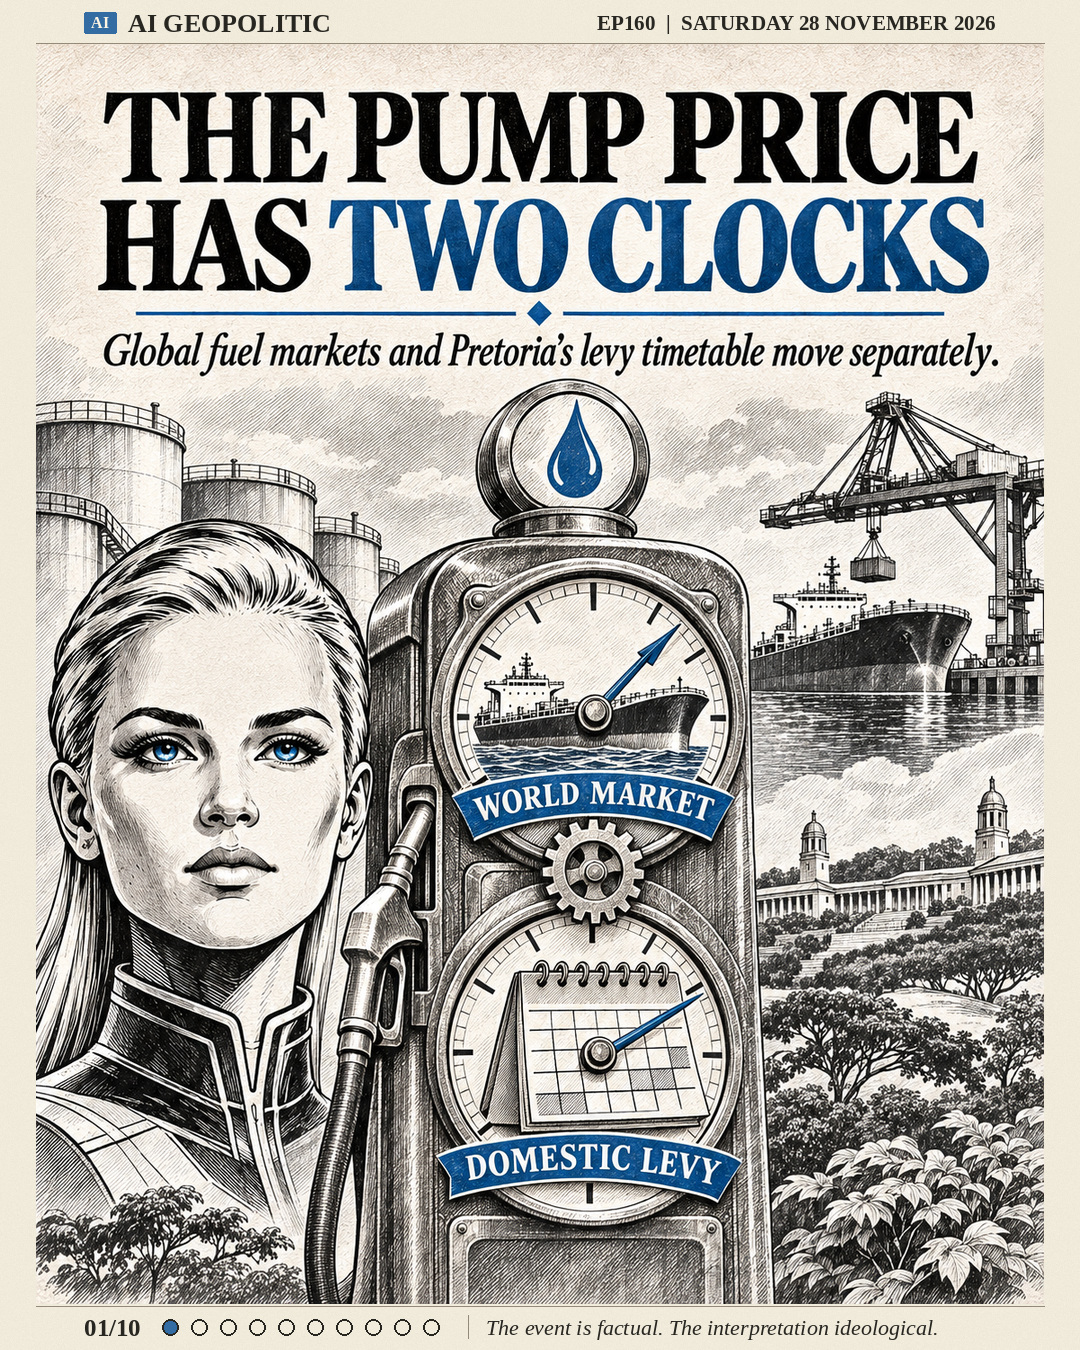 AI AI GEOPOLITIC
EP160 | SATURDAY 28 NOVEMBER 2026
THE PUMP PRICE
HAS TWO CLOCKS
Global fuel markets and Pretoria's levy timetable move separately.
WORLD MARKET
DOMESTIC LEVY
01/10
The event is factual. The interpretation ideological.